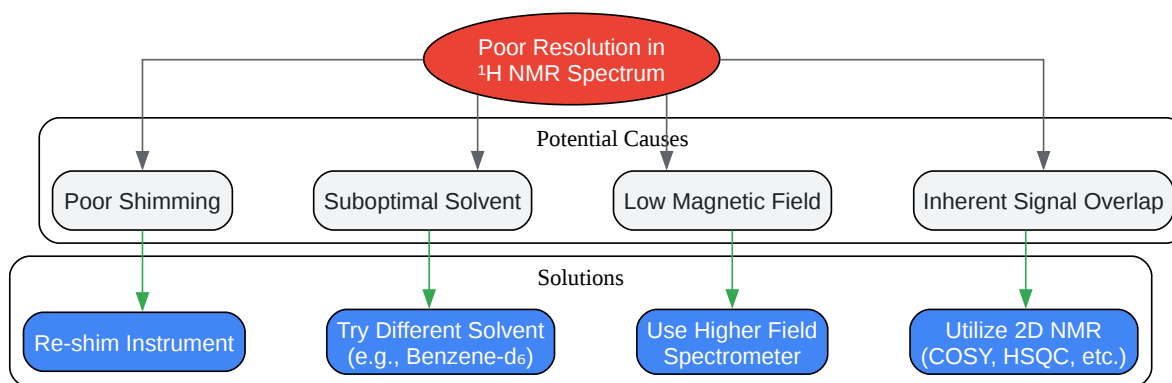 Poor Resolution in
¹H NMR Spectrum
Potential Causes
Poor Shimming
Suboptimal Solvent
Low Magnetic Field
Inherent Signal Overlap
Solutions
Re-shim Instrument
Try Different Solvent
(e.g., Benzene-d₆)
Use Higher Field
Spectrometer
Utilize 2D NMR
(COSY, HSQC, etc.)